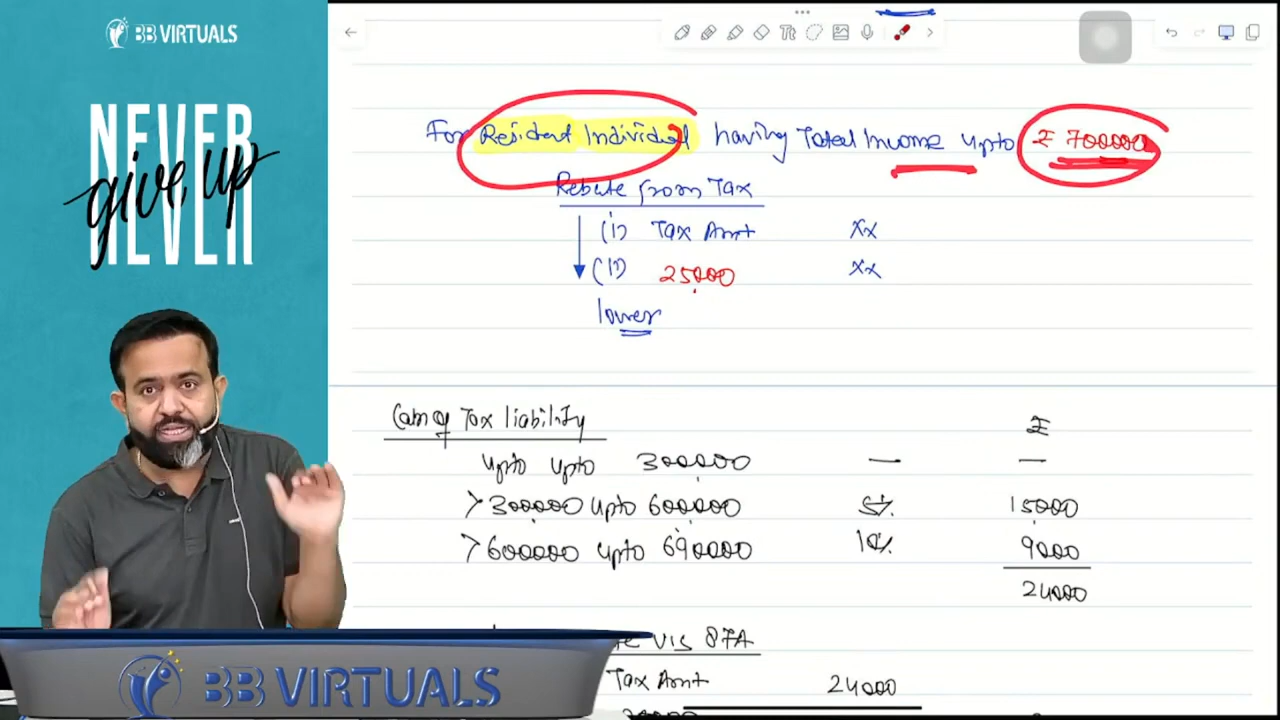 BB VIRTUALS
NEVER
give up
NEVER
For Resident Individual having Total Income upto ₹ 700000
Rebate from Tax
(i) Tax Amt xx
(ii) 25000 xx
lower
of Tax liability ₹
upto upto 300000 — —
>300000 upto 600000 5% 15000
>600000 upto 690000 10% 9000
24000
u/s 87A
Tax Amt 24000
BB VIRTUALS